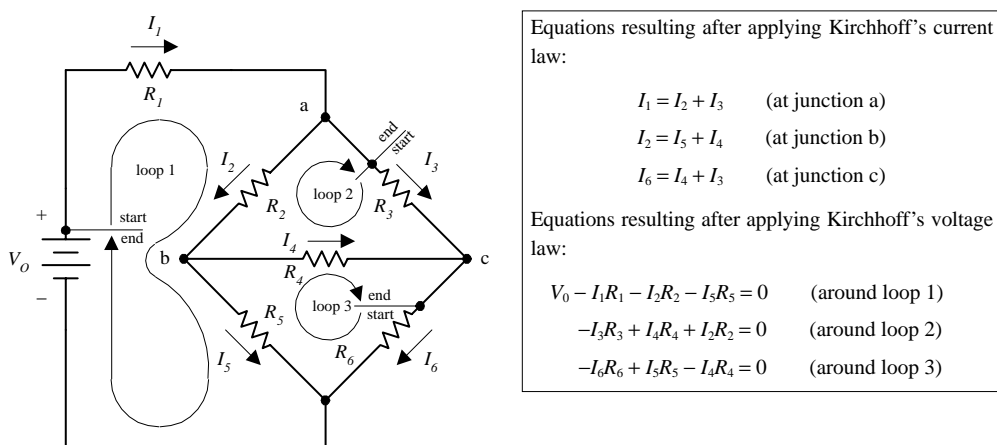 I1
R1
a
end
start
I2
I3
loop 1
loop 2
R2
R3
+
start
end
I4
VO
b
c
R4
−
loop 3
end
start
R5
R6
I5
I6
Equations resulting after applying Kirchhoff's current
law:
I1 = I2 + I3 (at junction a)
I2 = I5 + I4 (at junction b)
I6 = I4 + I3 (at junction c)
Equations resulting after applying Kirchhoff's voltage
law:
V0 − I1R1 − I2R2 − I5R5 = 0 (around loop 1)
−I3R3 + I4R4 + I2R2 = 0 (around loop 2)
−I6R6 + I5R5 − I4R4 = 0 (around loop 3)